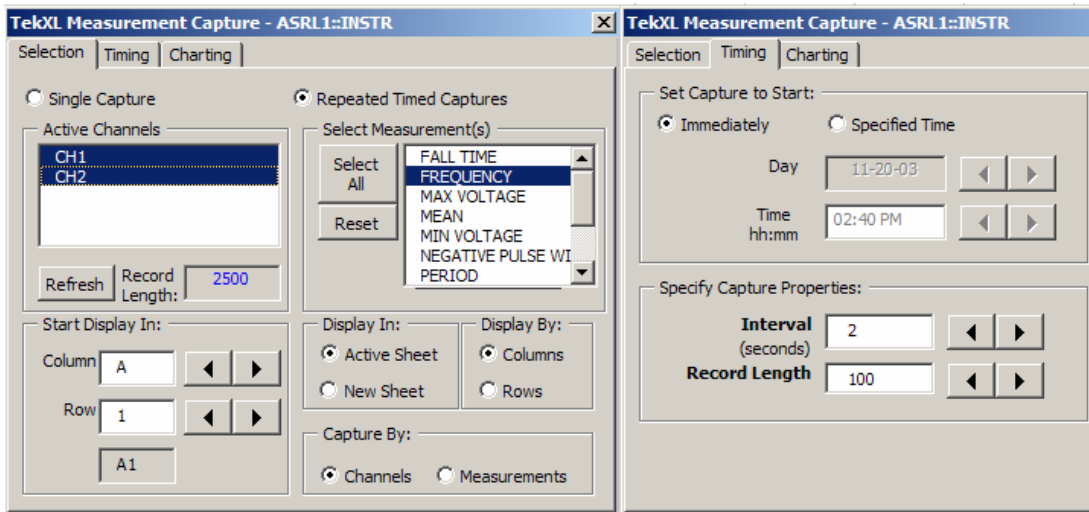 TekXL Measurement Capture - ASRL1::INSTR
Selection Timing Charting
Single Capture
Repeated Timed Captures
Active Channels
CH1
CH2
Refresh
Record Length:
2500
Select Measurement(s)
Select All
Reset
FALL TIME
FREQUENCY
MAX VOLTAGE
MEAN
MIN VOLTAGE
NEGATIVE PULSE WI
PERIOD
Start Display In:
Column A
Row 1
A1
Display In:
Active Sheet
New Sheet
Display By:
Columns
Rows
Capture By:
Channels Measurements
TekXL Measurement Capture - ASRL1::INSTR
Selection Timing Charting
Set Capture to Start:
Immediately Specified Time
Day 11-20-03
Time hh:mm 02:40 PM
Specify Capture Properties:
Interval (seconds) 2
Record Length 100